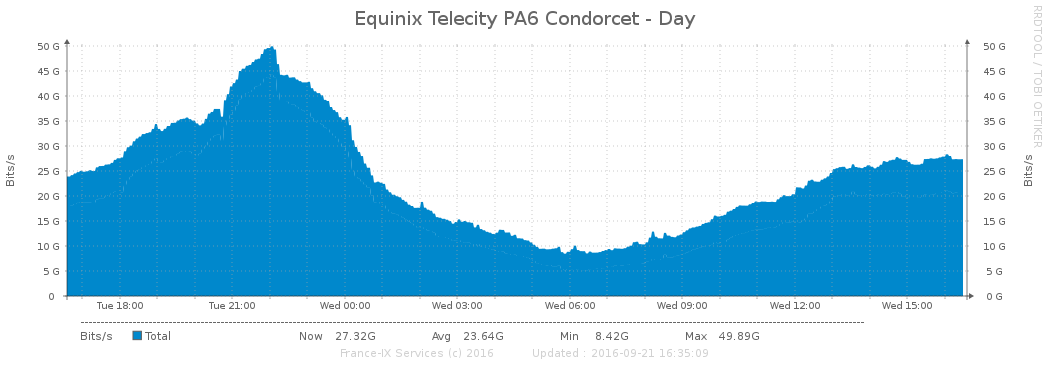 Equinix Telecity PA6 Condorcet - Day
RRDTOOL / TOBI OETIKER
Bits/s
50 G 50 G
45 G 45 G
40 G 40 G
35 G 35 G
30 G 30 G
25 G 25 G
20 G 20 G
15 G 15 G
10 G 10 G
5 G 5 G
0 0 G
Bits/s
Tue 18:00 Tue 21:00 Wed 00:00 Wed 03:00 Wed 06:00 Wed 09:00 Wed 12:00 Wed 15:00
Bits/s Total Now 27.32G Avg 23.64G Min 8.42G Max 49.89G
France-IX Services (c) 2016 Updated : 2016-09-21 16:35:09